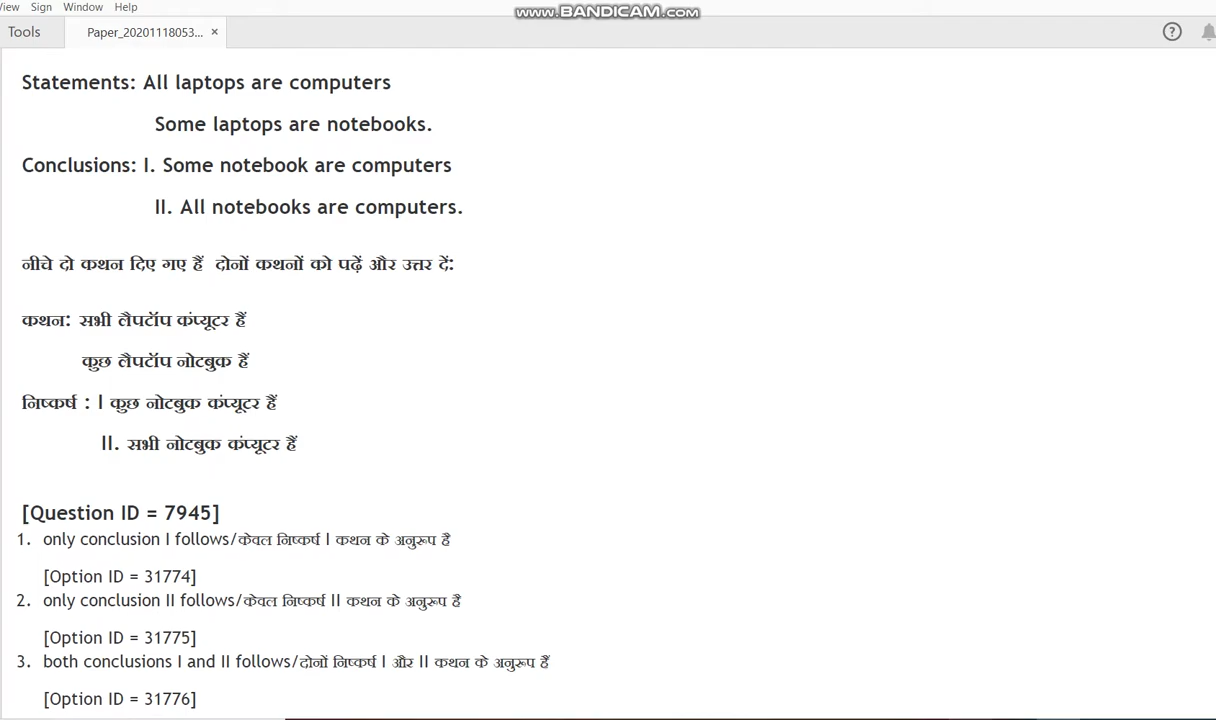 View Sign Window Help
www.BANDICAM.com
Tools Paper_20201118053... × ?
Statements: All laptops are computers
Some laptops are notebooks.
Conclusions: I. Some notebook are computers
II. All notebooks are computers.
नीचे दो कथन दिए गए हैं दोनों कथनों को पढ़ें और उत्तर दें:
कथन: सभी लैपटॉप कंप्यूटर हैं
कुछ लैपटॉप नोटबुक हैं
निष्कर्ष : I कुछ नोटबुक कंप्यूटर हैं
II. सभी नोटबुक कंप्यूटर हैं
[Question ID = 7945]
1. only conclusion I follows/केवल निष्कर्ष I कथन के अनुरूप है
[Option ID = 31774]
2. only conclusion II follows/केवल निष्कर्ष II कथन के अनुरूप है
[Option ID = 31775]
3. both conclusions I and II follows/दोनों निष्कर्ष I और II कथन के अनुरूप हैं
[Option ID = 31776]